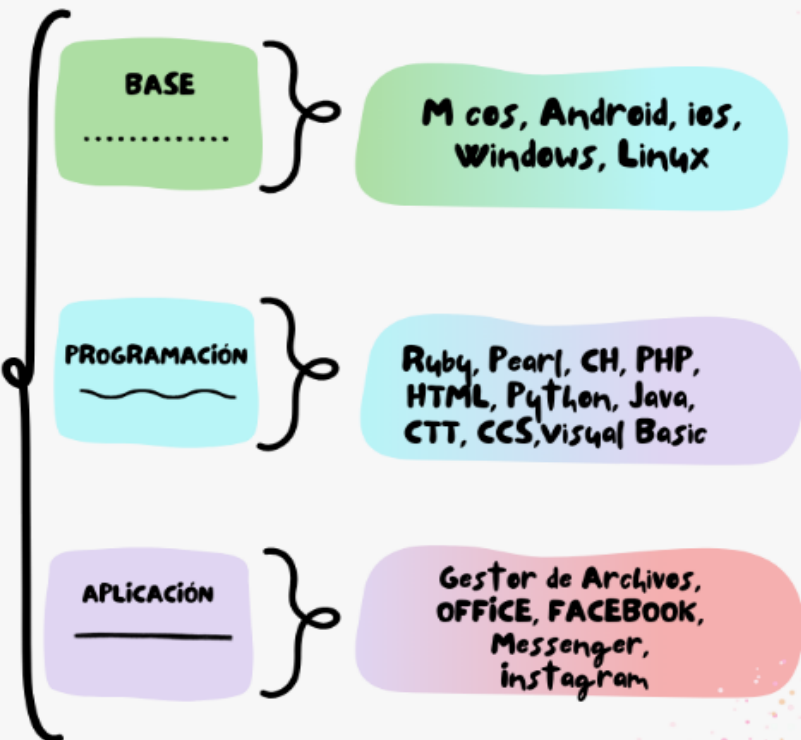 BASE
M cos, Android, ios,
Windows, Linux
PROGRAMACIÓN
Ruby, Pearl, CH, PHP,
HTML, Python, Java,
CTT, CCS,Visual Basic
APLICACIÓN
Gestor de Archivos,
OFFICE, FACEBOOK,
Messenger,
instagram